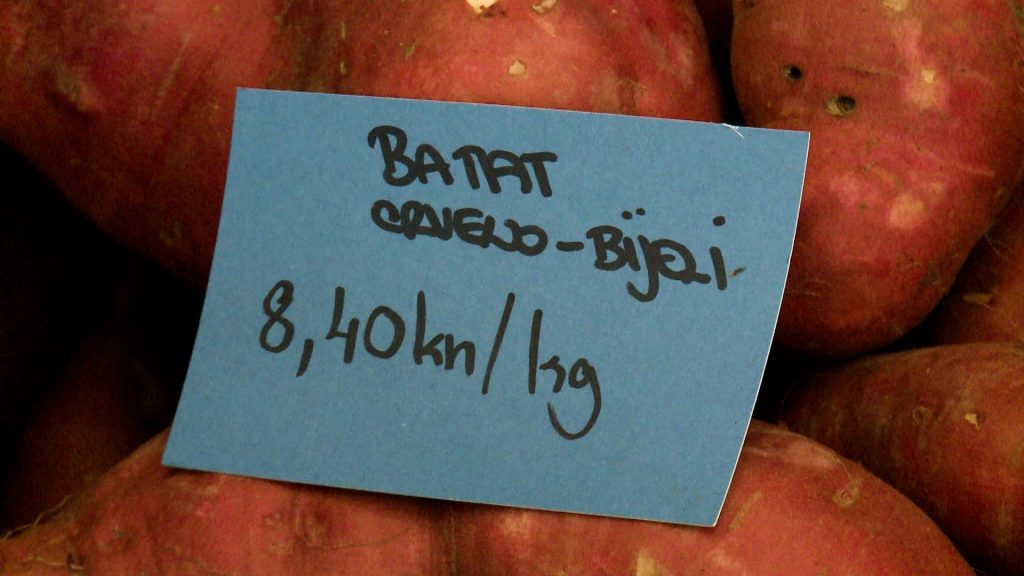 BATAT
CRVENO-BIJELI
8,40kn/kg